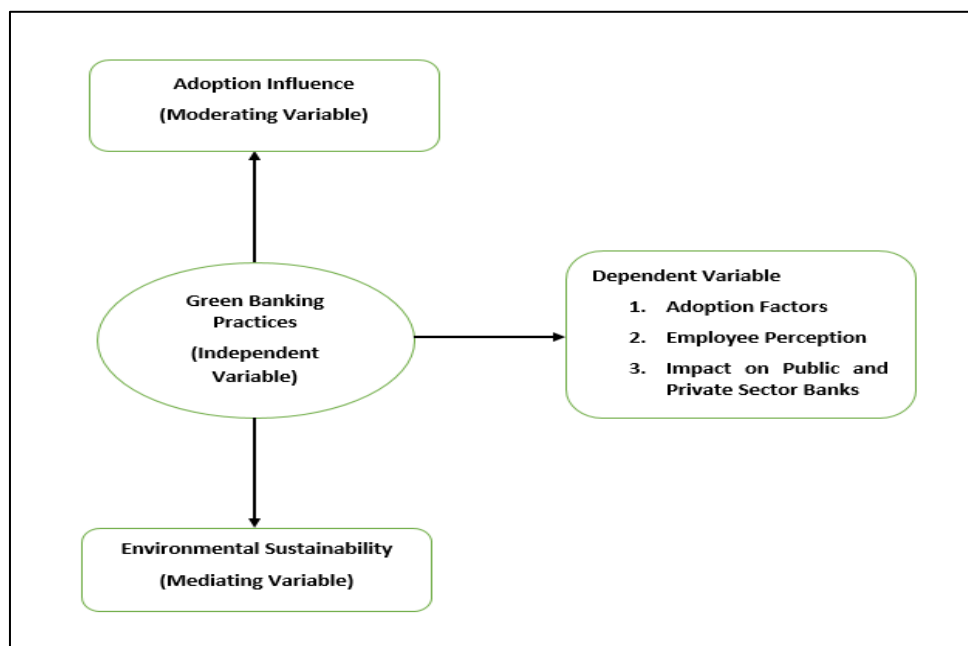 Adoption Influence
(Moderating Variable)
Green Banking
Practices
(Independent
Variable)
Dependent Variable
1. Adoption Factors
2. Employee Perception
3. Impact on Public and
Private Sector Banks
Environmental Sustainability
(Mediating Variable)